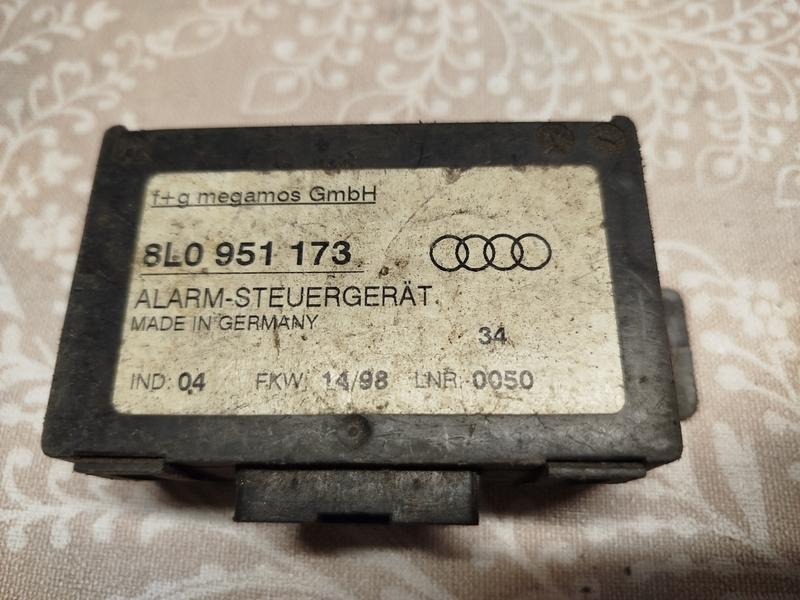 f+g megamos GmbH
8L0 951 173
ALARM-STEUERGERÄT
MADE IN GERMANY
34
IND: 04 FKW: 14/98 LNR: 0050